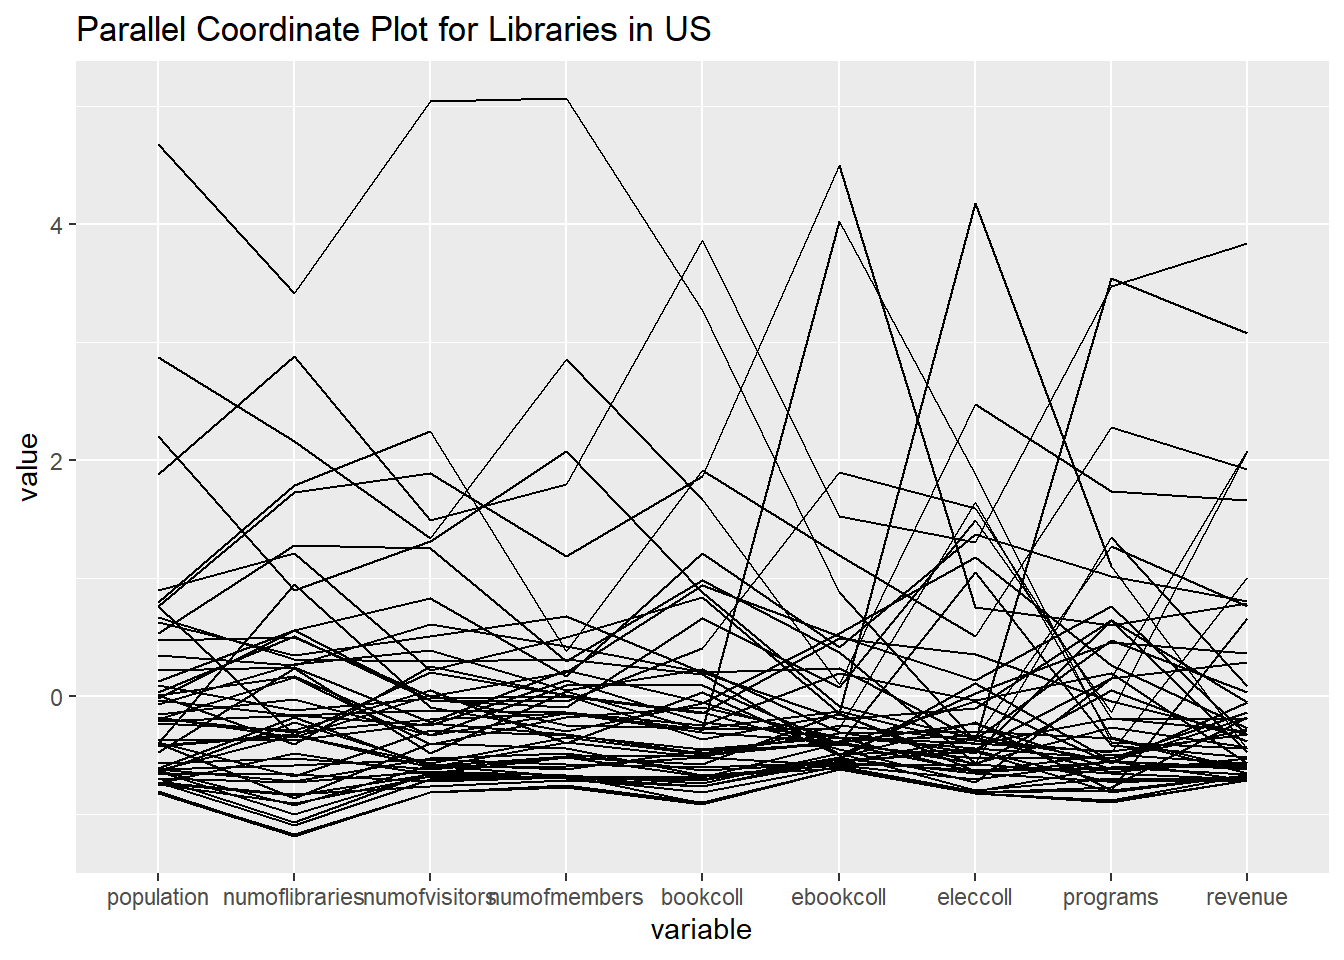 Parallel Coordinate Plot for Libraries in US
value
4
2
0
population numoflibraries numofvisitors numofmembers bookcoll ebookcoll eleccoll programs revenue
variable